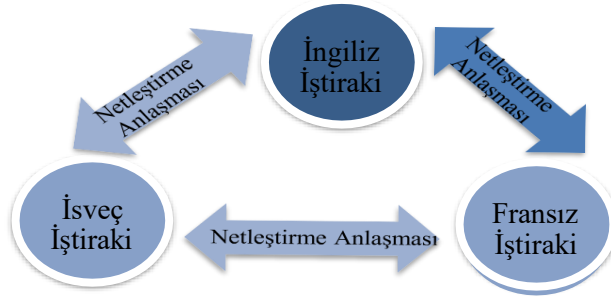 İngiliz
İştiraki
Netleştirme
Anlaşması
Netleştirme
Anlaşması
İsveç
İştiraki
Netleştirme Anlaşması
Fransız
İştiraki